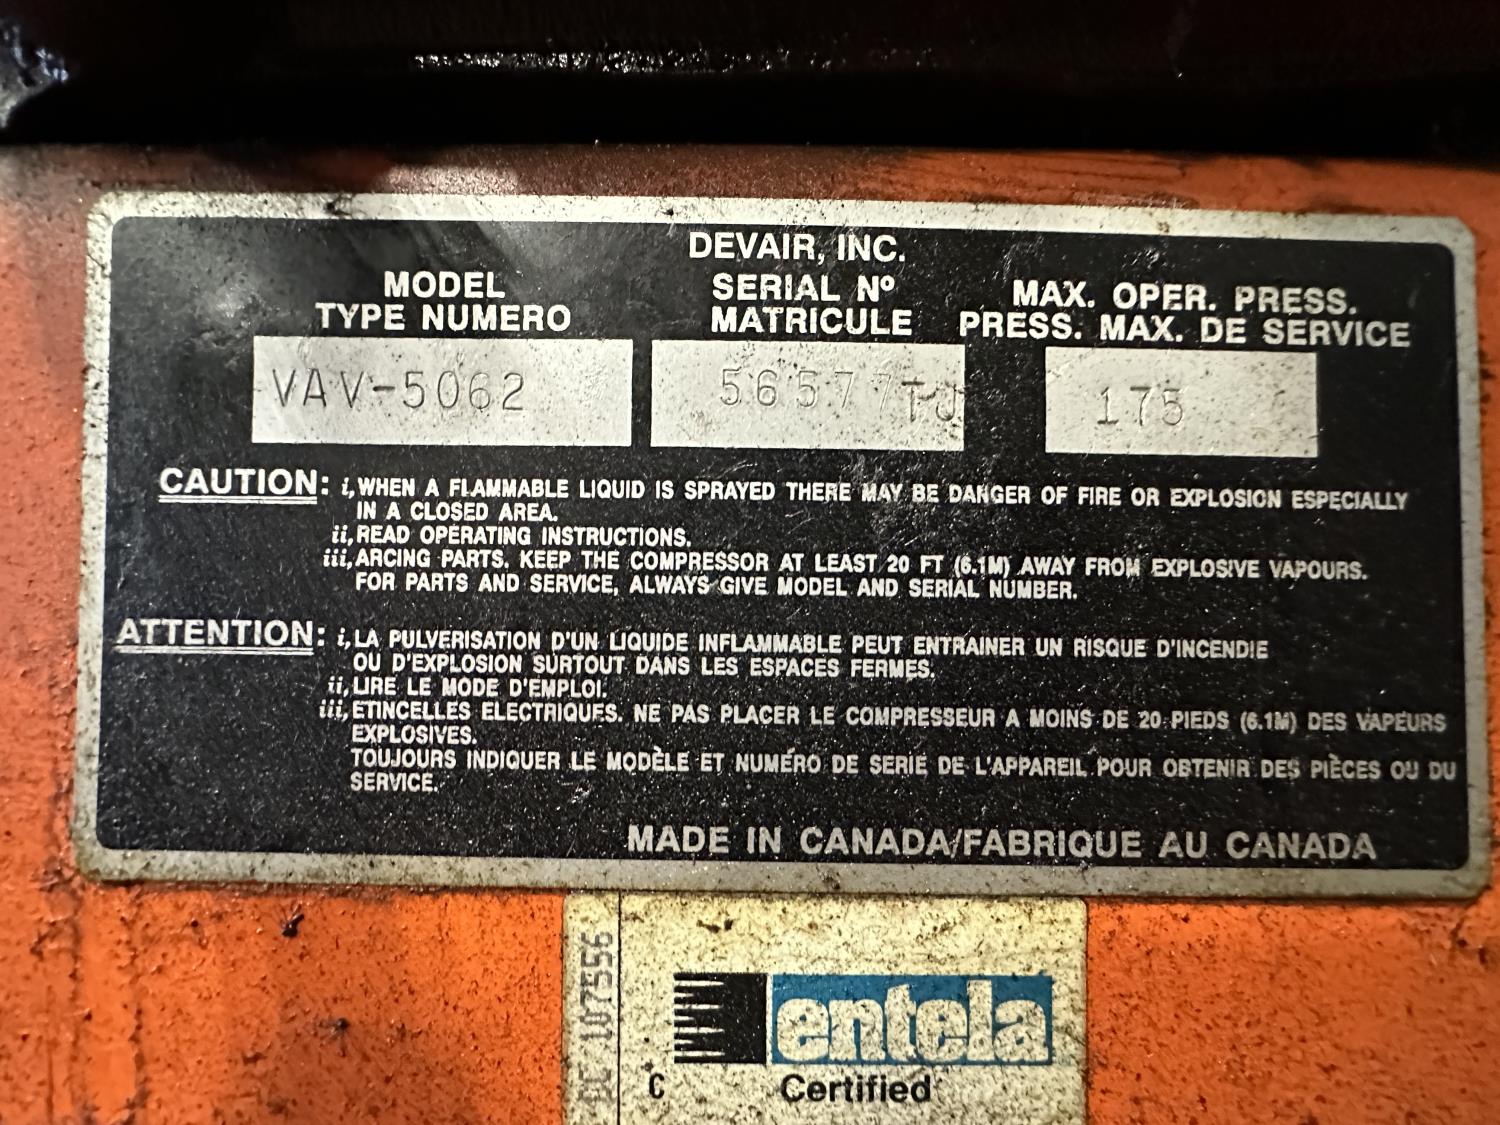 DEVAIR, INC.
MODEL
TYPE NUMERO
SERIAL Nº
MATRICULE
MAX. OPER. PRESS.
PRESS. MAX. DE SERVICE
VAV-5062
56577TJ
175
CAUTION: i, WHEN A FLAMMABLE LIQUID IS SPRAYED THERE MAY BE DANGER OF FIRE OR EXPLOSION ESPECIALLY
IN A CLOSED AREA.
ii, READ OPERATING INSTRUCTIONS.
iii, ARCING PARTS. KEEP THE COMPRESSOR AT LEAST 20 FT (6.1M) AWAY FROM EXPLOSIVE VAPOURS.
FOR PARTS AND SERVICE, ALWAYS GIVE MODEL AND SERIAL NUMBER.
ATTENTION: i, LA PULVERISATION D'UN LIQUIDE INFLAMMABLE PEUT ENTRAINER UN RISQUE D'INCENDIE
OU D'EXPLOSION SURTOUT DANS LES ESPACES FERMES.
ii, LIRE LE MODE D'EMPLOI.
iii, ETINCELLES ELECTRIQUES. NE PAS PLACER LE COMPRESSEUR A MOINS DE 20 PIEDS (6.1M) DES VAPEURS
EXPLOSIVES.
TOUJOURS INDIQUER LE MODÈLE ET NUMÉRO DE SERIE DE L'APPAREIL POUR OBTENIR DES PIÈCES OU DU
SERVICE.
MADE IN CANADA/FABRIQUE AU CANADA
DC 107556
entela
C Certified